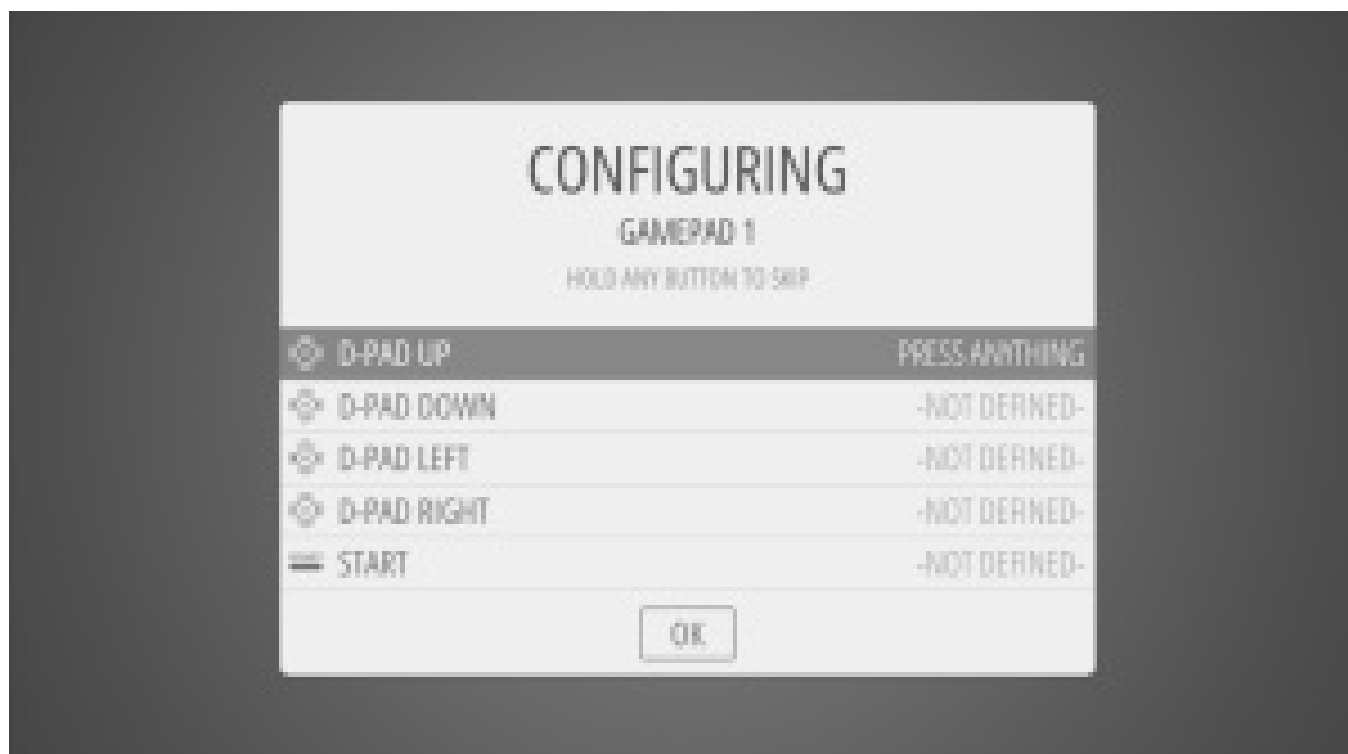 CONFIGURING
GAMEPAD 1
HOLD ANY BUTTON TO SKIP
D-PAD UP PRESS ANYTHING
D-PAD DOWN -NOT DEFINED-
D-PAD LEFT -NOT DEFINED-
D-PAD RIGHT -NOT DEFINED-
START -NOT DEFINED-
OK